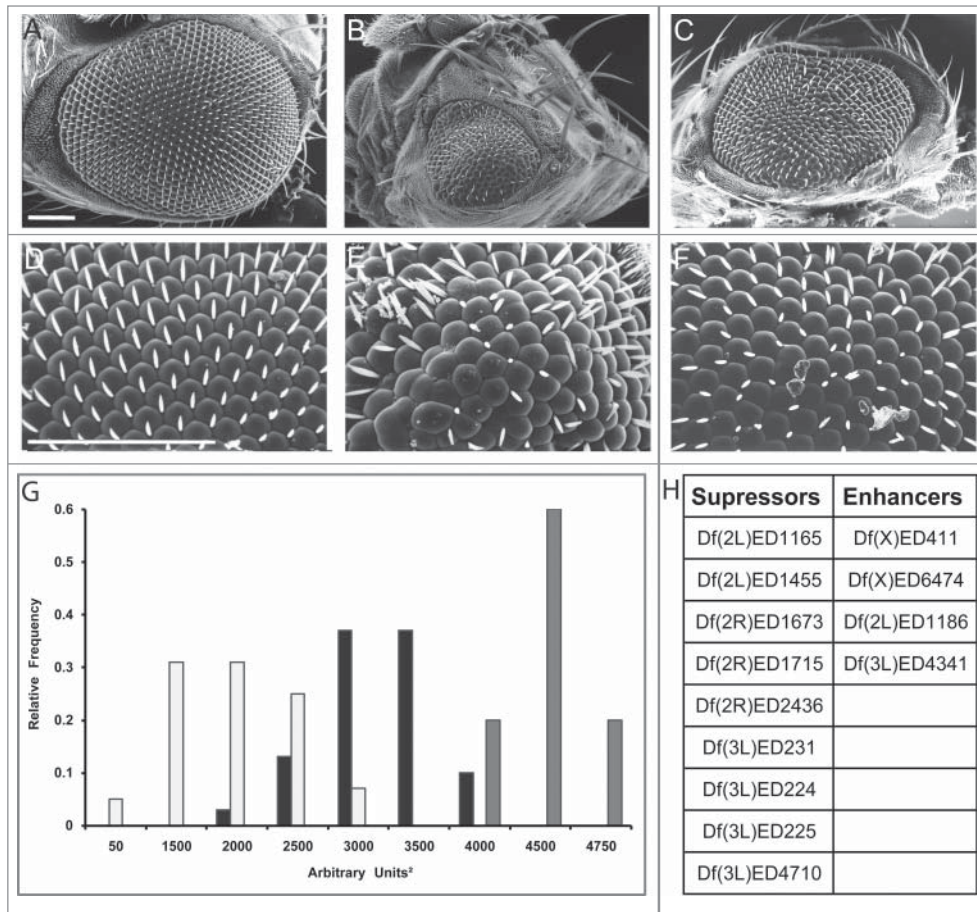 A
B
C
D
E
F
G
0.6
0.5
0.4
0.3
0.2
0.1
0
Relative Frequency
50 1500 2000 2500 3000 3500 4000 4500 4750
Arbitrary Units²
H
Supressors Enhancers
Df(2L)ED1165 Df(X)ED411
Df(2L)ED1455 Df(X)ED6474
Df(2R)ED1673 Df(2L)ED1186
Df(2R)ED1715 Df(3L)ED4341
Df(2R)ED2436
Df(3L)ED231
Df(3L)ED224
Df(3L)ED225
Df(3L)ED4710